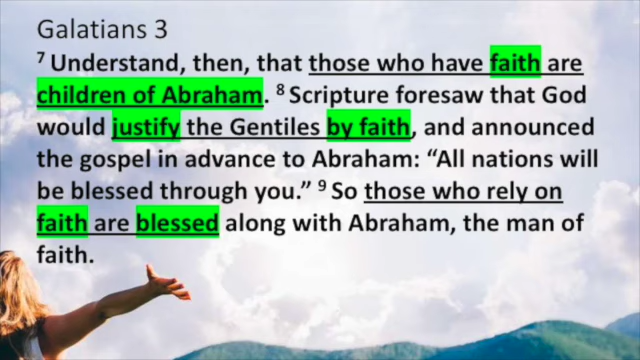 Galatians 3
⁷ Understand, then, that those who have faith are
children of Abraham. ⁸ Scripture foresaw that God
would justify the Gentiles by faith, and announced
the gospel in advance to Abraham: “All nations will
be blessed through you.” ⁹ So those who rely on
faith are blessed along with Abraham, the man of
faith.